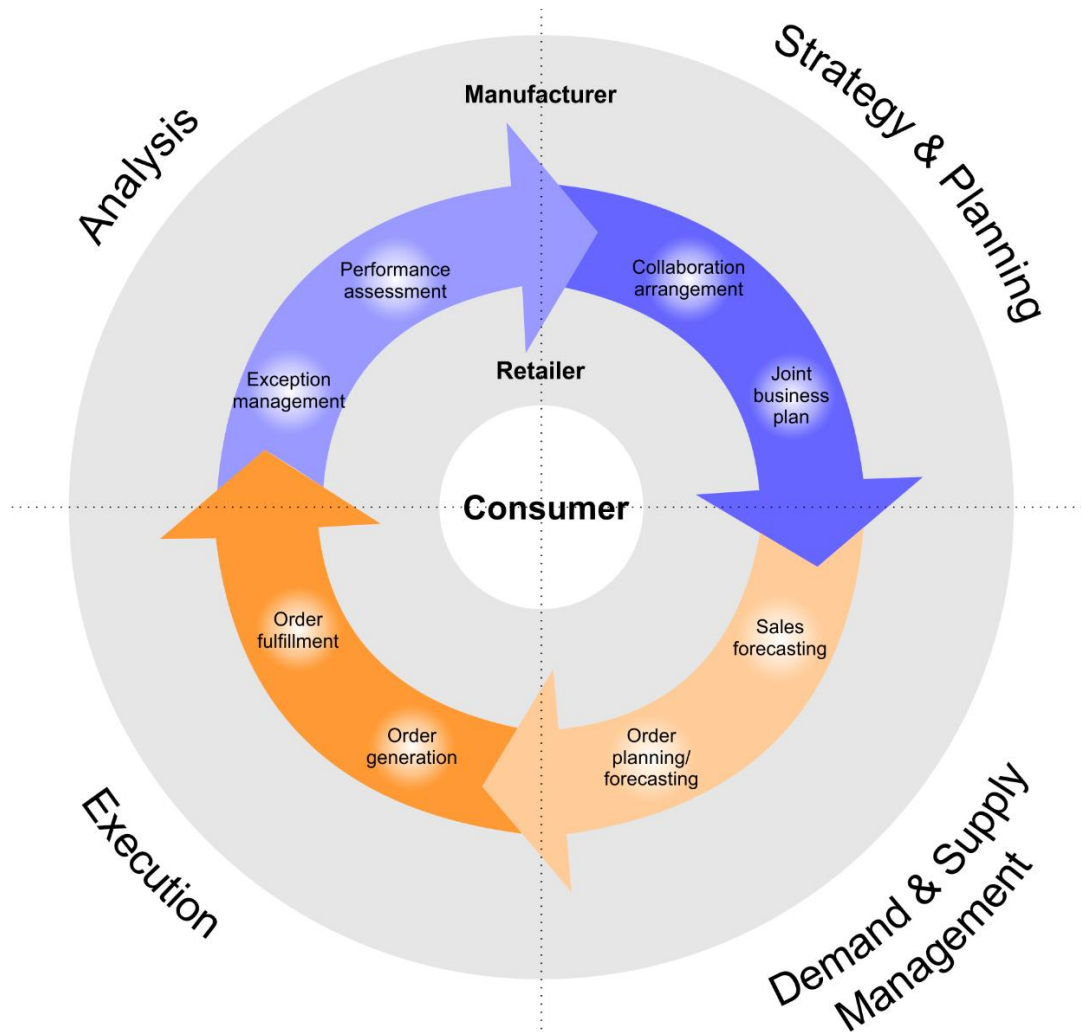 Strategy & Planning
Analysis
Manufacturer
Performance
assessment
Collaboration
arrangement
Retailer
Exception
management
Joint
business
plan
Consumer
Order
fulfillment
Sales
forecasting
Order
generation
Order
planning/
forecasting
Execution
Demand & Supply
Management